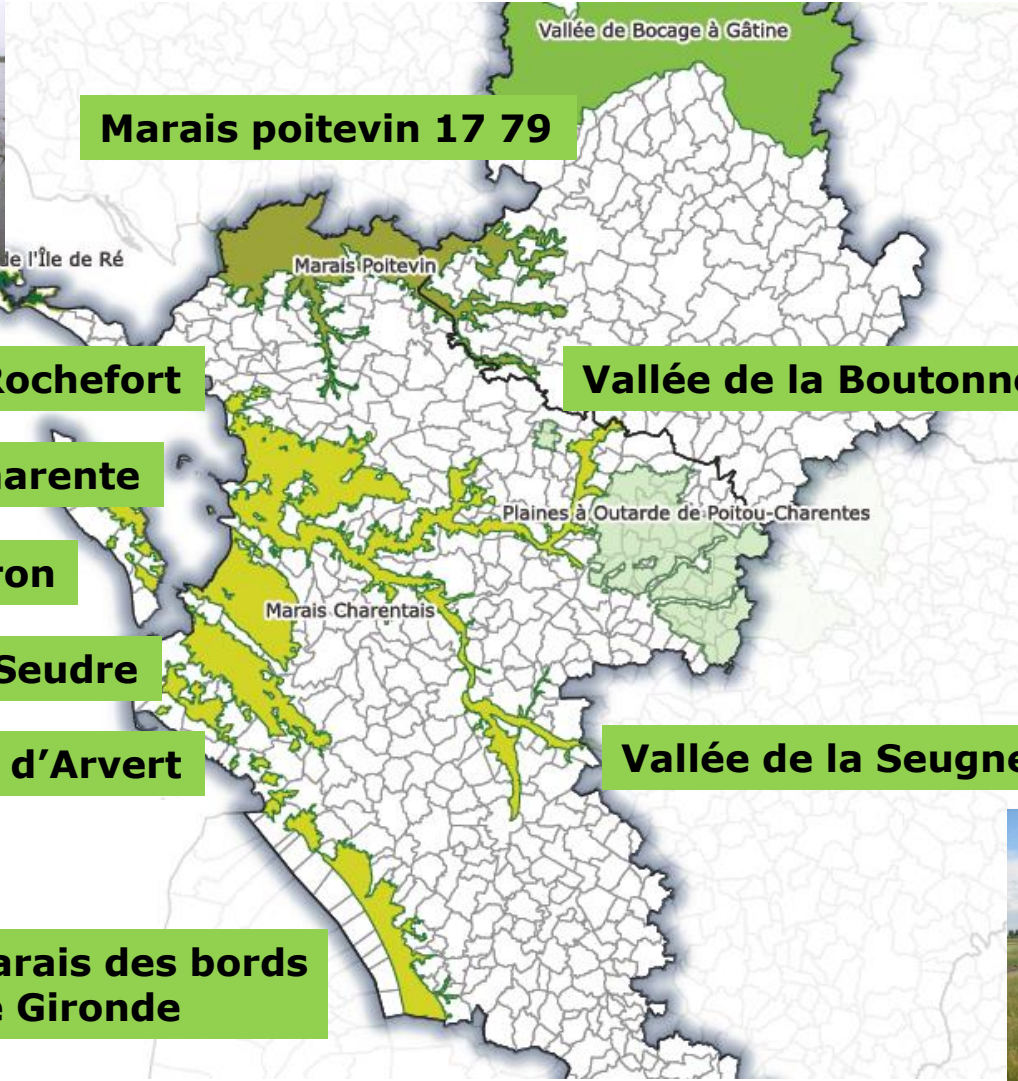 Vallée de Bocage à Gâtine
Marais poitevin 17 79
de l'Île de Ré
Marais Poitevin
Rochefort
Vallée de la Boutonne
arente
Plaines à Outarde de Poitou-Charentes
ron
Marais Charentais
Seudre
d'Arvert
Vallée de la Seugne
arais des bords
e Gironde